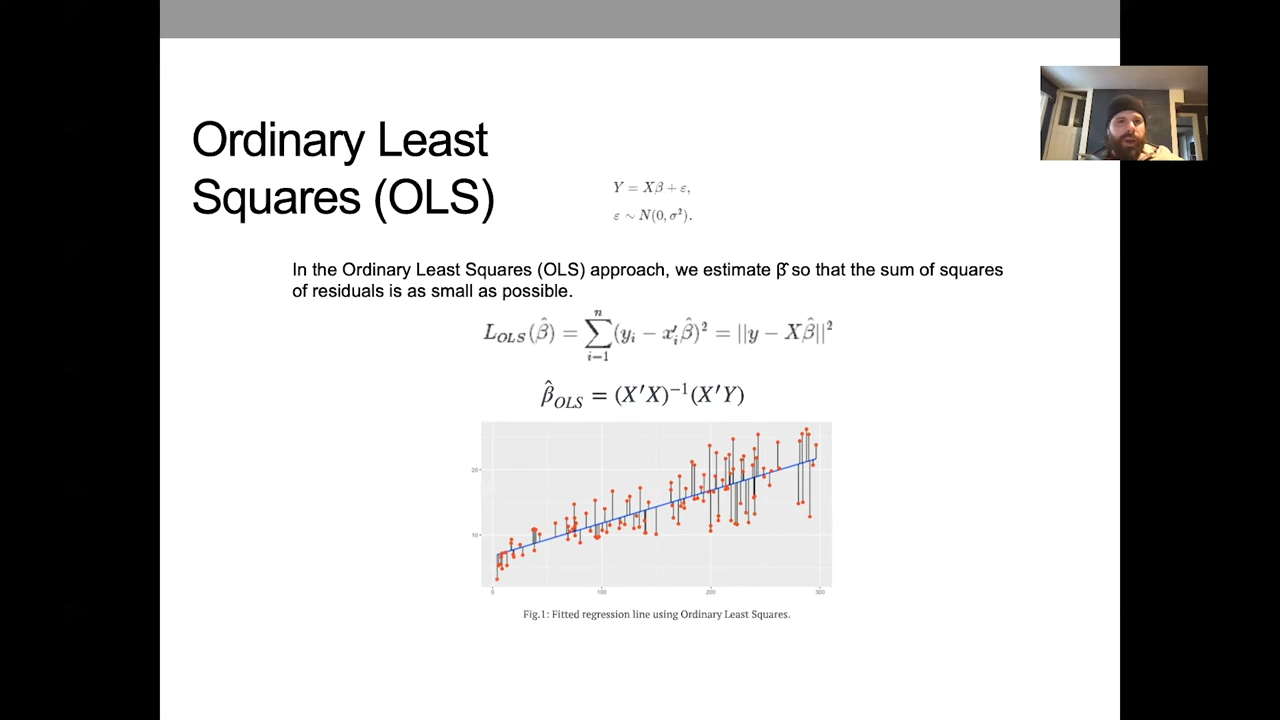 Ordinary Least
Squares (OLS)
Y = Xβ + ε,
ε ∼ N(0, σ²).
In the Ordinary Least Squares (OLS) approach, we estimate β̂ so that the sum of squares
of residuals is as small as possible.
L_OLS(β̂) = ∑_{i=1}^{n} (y_i − x′_i β̂)² = ||y − Xβ̂||²
β̂_OLS = (X′X)⁻¹(X′Y)
20
10
0 100 200 300
Fig.1: Fitted regression line using Ordinary Least Squares.